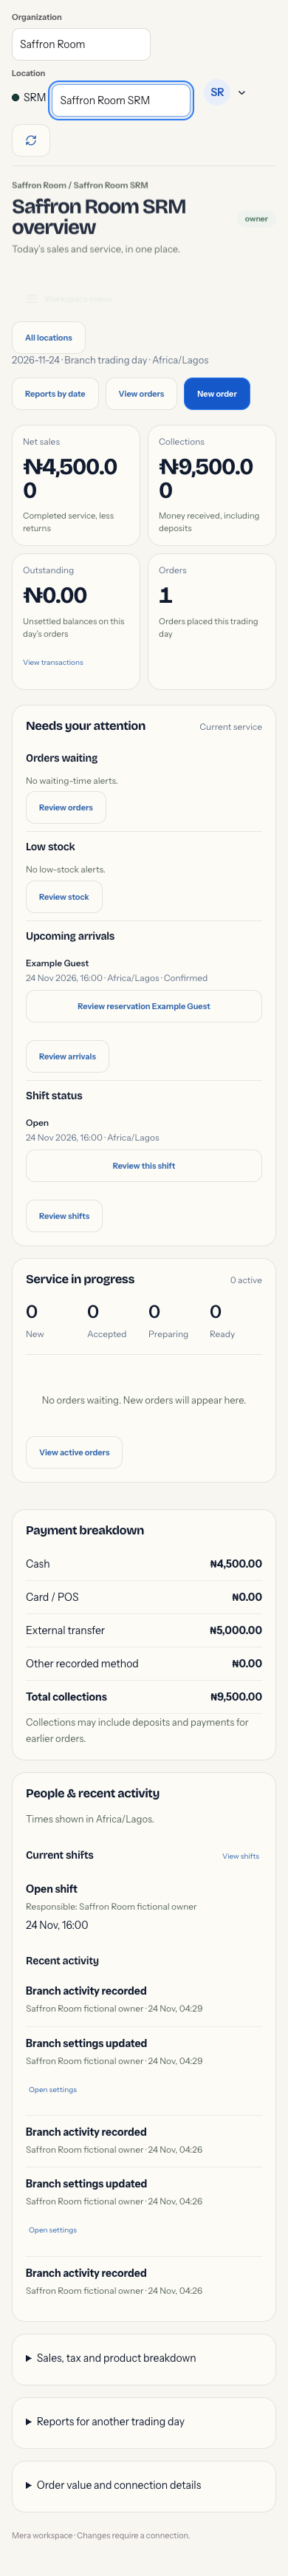 Organization
Saffron Room
Location
SRM
Saffron Room SRM
SR
Saffron Room / Saffron Room SRM
Saffron Room SRM
overview
owner
Today's sales and service, in one place.
All locations
2026-11-24 · Branch trading day · Africa/Lagos
Reports by date
View orders
New order
Net sales
₦4,500.0
0
Completed service, less
returns
Collections
₦9,500.0
0
Money received, including
deposits
Outstanding
₦0.00
Unsettled balances on this
day's orders
View transactions
Orders
1
Orders placed this trading
day
Needs your attention
Current service
Orders waiting
No waiting-time alerts.
Review orders
Low stock
No low-stock alerts.
Review stock
Upcoming arrivals
Example Guest
24 Nov 2026, 16:00 · Africa/Lagos · Confirmed
Review reservation Example Guest
Review arrivals
Shift status
Open
24 Nov 2026, 16:00 · Africa/Lagos
Review this shift
Review shifts
Service in progress
0 active
0
New
0
Accepted
0
Preparing
0
Ready
No orders waiting. New orders will appear here.
View active orders
Payment breakdown
Cash ₦4,500.00
Card / POS ₦0.00
External transfer ₦5,000.00
Other recorded method ₦0.00
Total collections ₦9,500.00
Collections may include deposits and payments for
earlier orders.
People & recent activity
Times shown in Africa/Lagos.
Current shifts
View shifts
Open shift
Responsible: Saffron Room fictional owner
24 Nov, 16:00
Recent activity
Branch activity recorded
Saffron Room fictional owner · 24 Nov, 04:29
Branch settings updated
Saffron Room fictional owner · 24 Nov, 04:29
Open settings
Branch activity recorded
Saffron Room fictional owner · 24 Nov, 04:26
Branch settings updated
Saffron Room fictional owner · 24 Nov, 04:26
Open settings
Branch activity recorded
Saffron Room fictional owner · 24 Nov, 04:26
Sales, tax and product breakdown
Reports for another trading day
Order value and connection details
Mera workspace · Changes require a connection.